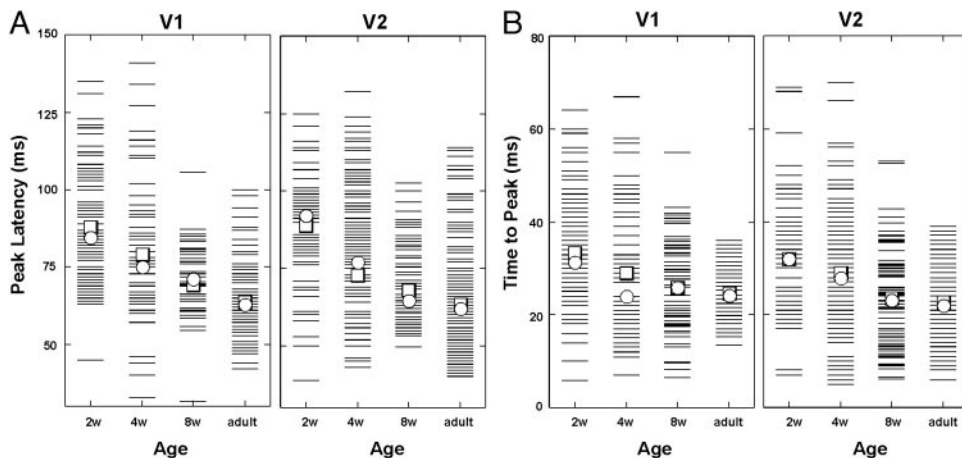 A
V1
V2
B
V1
V2
Peak Latency (ms)
150
125
100
75
50
2w
4w
8w
adult
2w
4w
8w
adult
Age
Age
Time to Peak (ms)
80
60
40
20
0
2w
4w
8w
adult
2w
4w
8w
adult
Age
Age